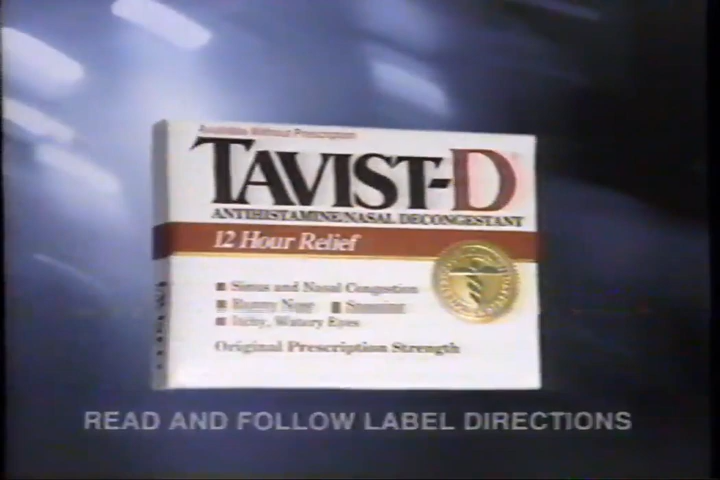 Available Without Prescription
TAVIST-D
ANTIHISTAMINE/NASAL DECONGESTANT
12 Hour Relief
Sinus and Nasal Congestion
Runny Nose Sneezing
Itchy, Watery Eyes
Original Prescription Strength
READ AND FOLLOW LABEL DIRECTIONS